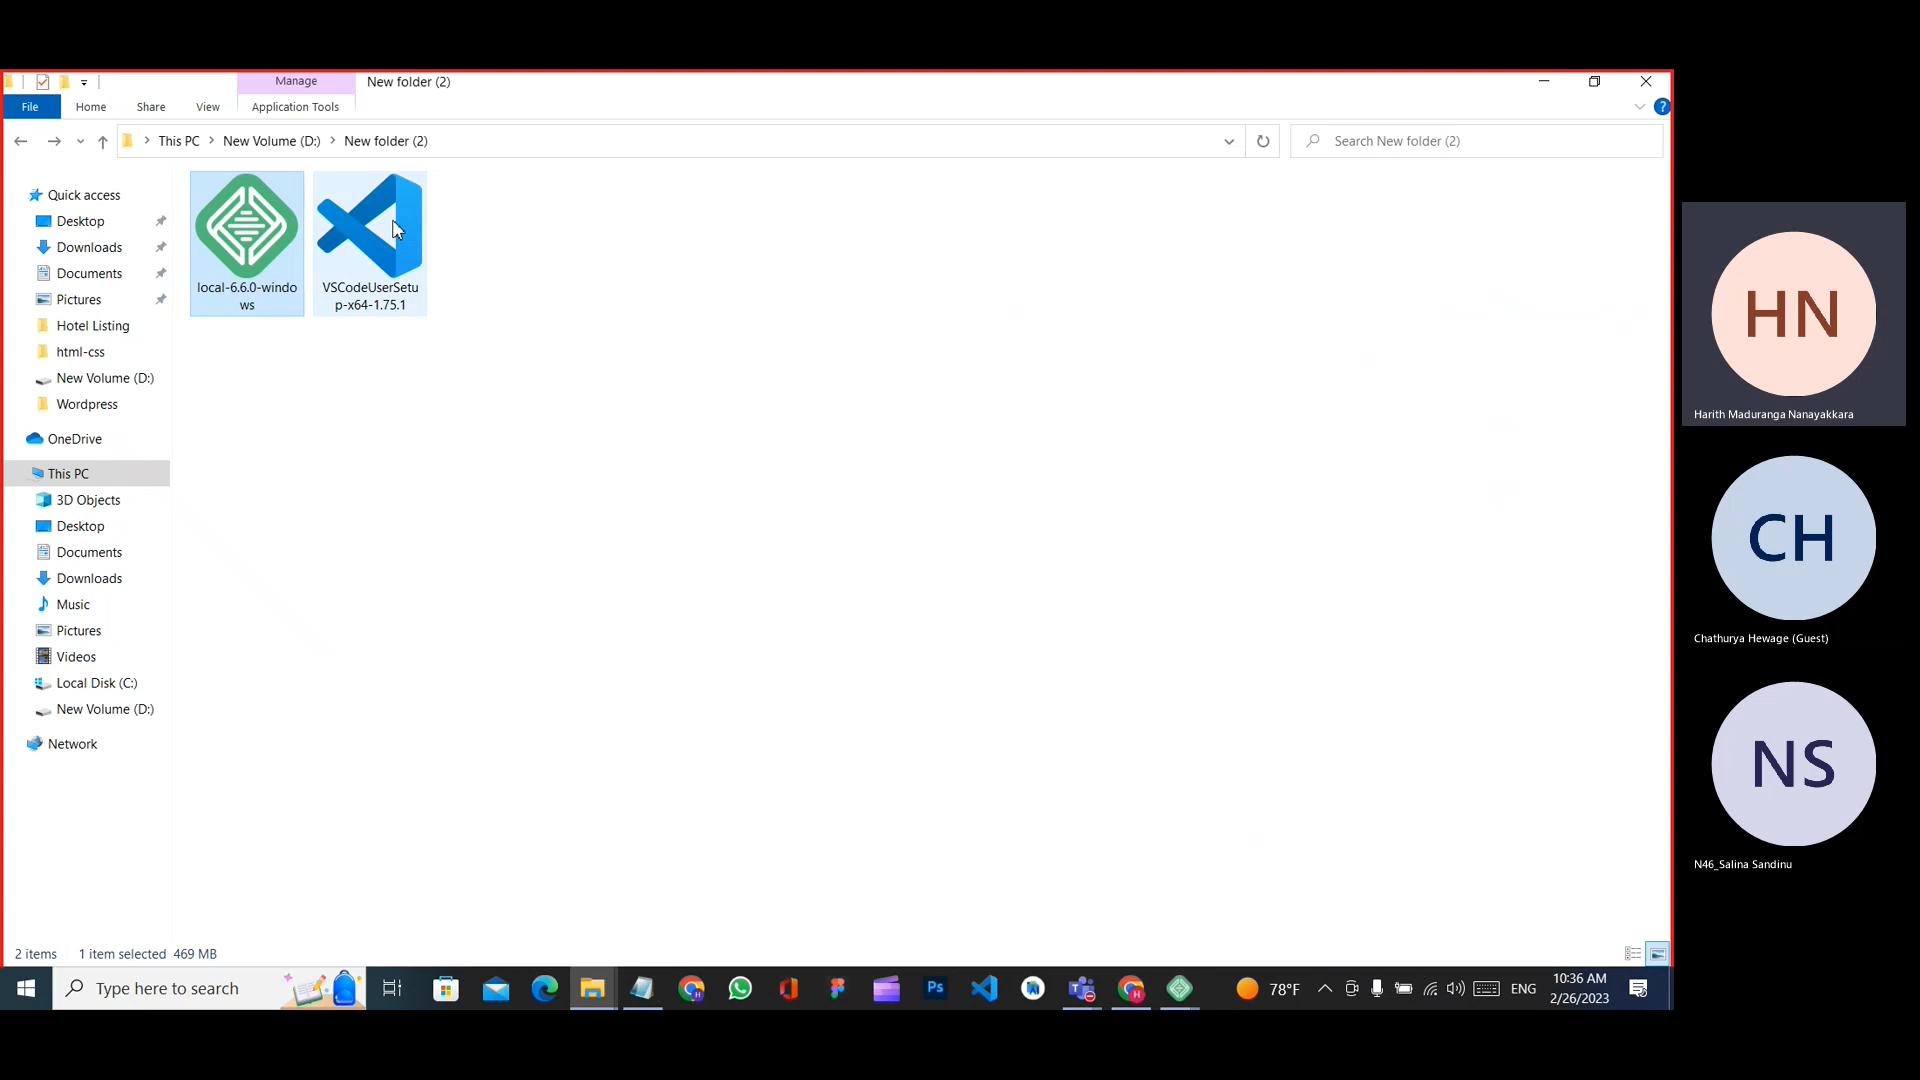 Manage
New folder (2)
File
Home
Share
View
Application Tools
?
This PC
New Volume (D:)
New folder (2)
Search New folder (2)
Quick access
Desktop
Downloads
Documents
Pictures
Hotel Listing
html-css
New Volume (D:)
Wordpress
OneDrive
This PC
3D Objects
Desktop
Documents
Downloads
Music
Pictures
Videos
Local Disk (C:)
New Volume (D:)
Network
local-6.6.0-windo
ws
VSCodeUserSetu
p-x64-1.75.1
2 items
1 item selected 469 MB
Type here to search
Ps
78°F
ENG
10:36 AM
2/26/2023
HN
Harith Maduranga Nanayakkara
CH
Chathurya Hewage (Guest)
NS
N46_Salina Sandinu